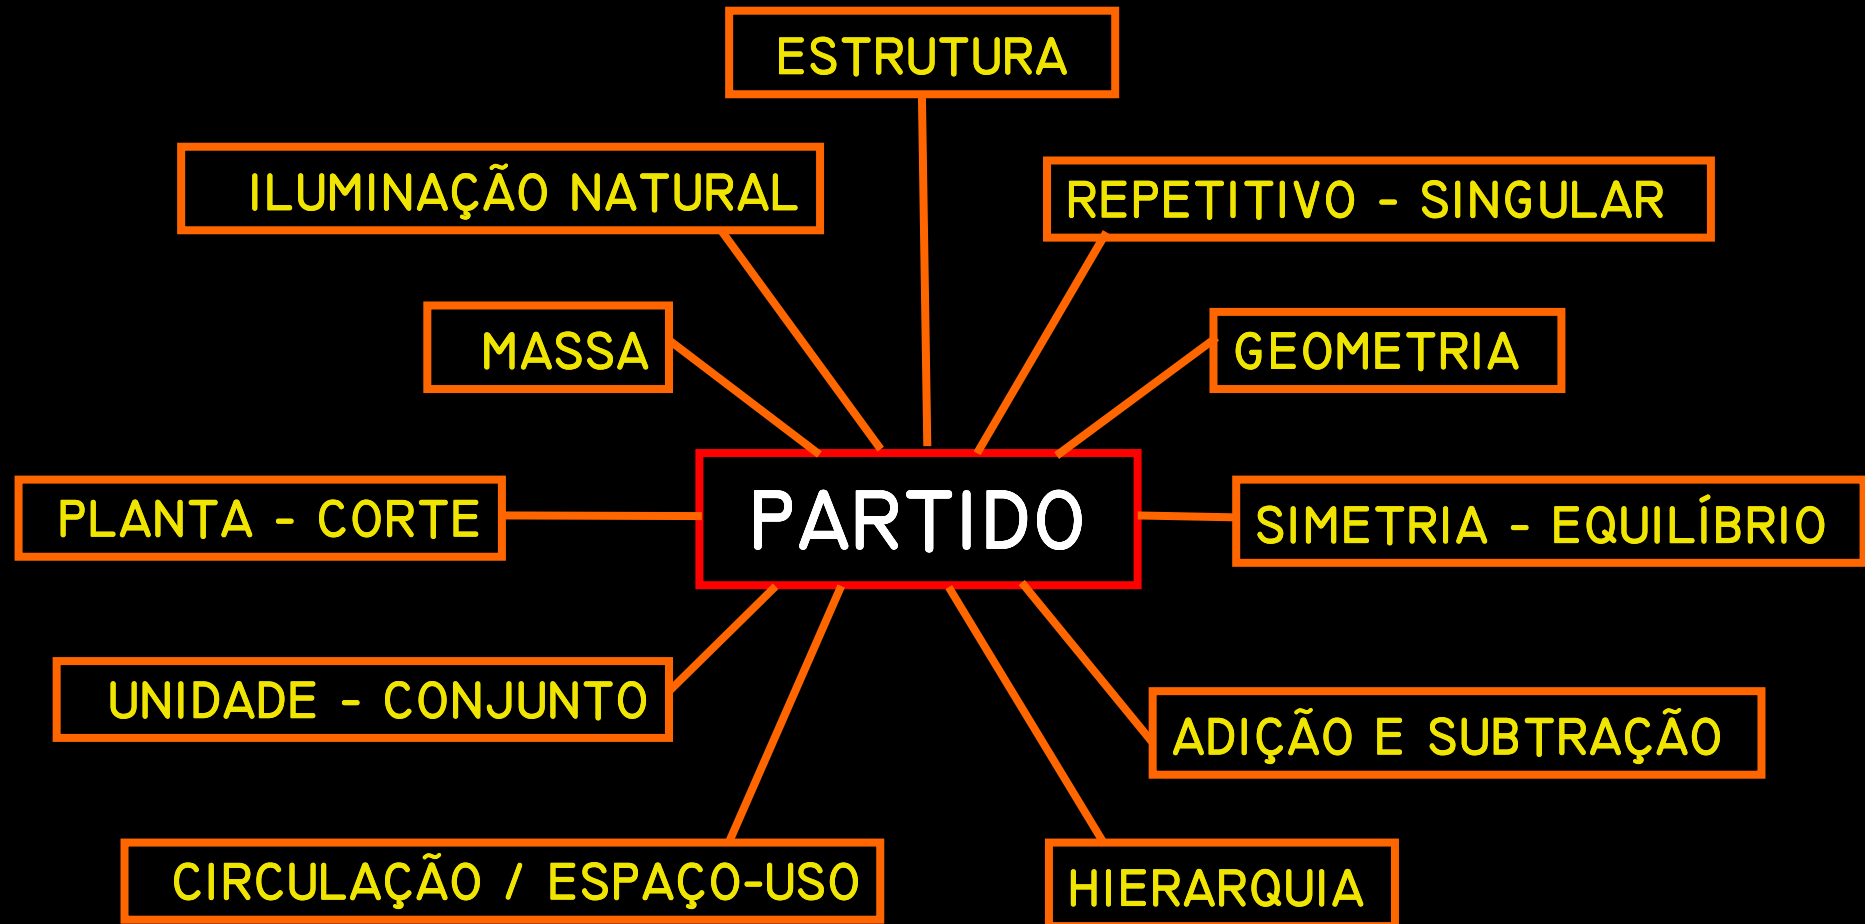 ESTRUTURA
ILUMINAÇÃO NATURAL
REPETITIVO - SINGULAR
MASSA
GEOMETRIA
PARTIDO
PLANTA - CORTE
SIMETRIA - EQUILÍBRIO
UNIDADE - CONJUNTO
ADIÇÃO E SUBTRAÇÃO
CIRCULAÇÃO / ESPAÇO-USO
HIERARQUIA